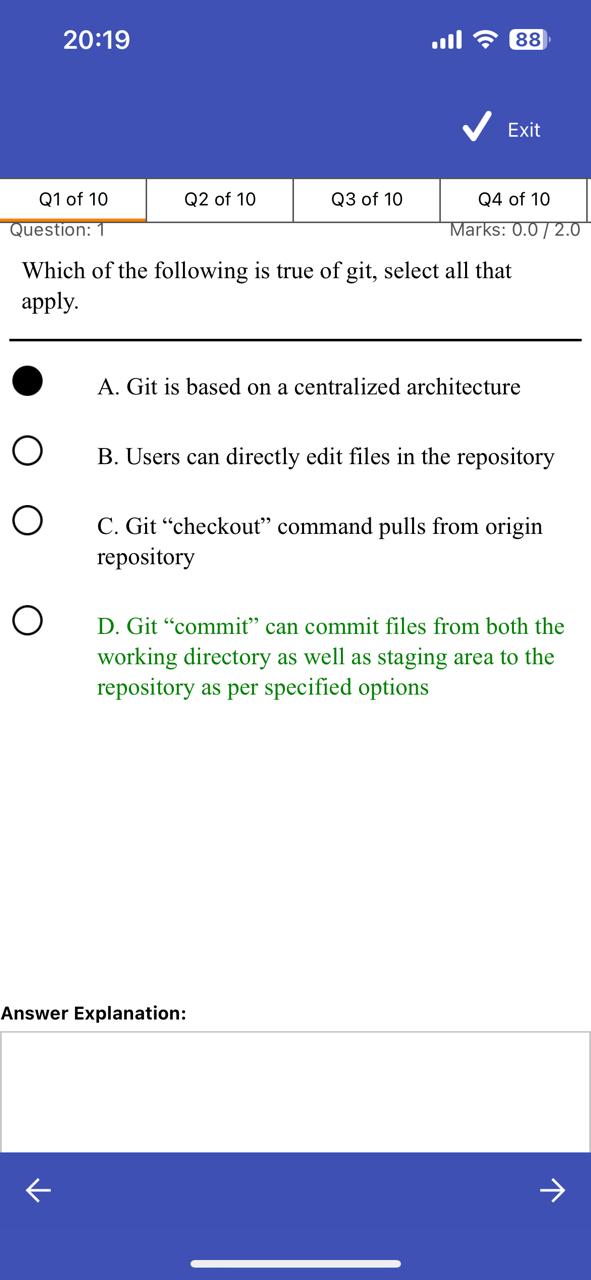 20:19
88
Exit
Q1 of 10
Q2 of 10
Q3 of 10
Q4 of 10
Question: 1
Marks: 0.0 / 2.0
Which of the following is true of git, select all that
apply.
A. Git is based on a centralized architecture
B. Users can directly edit files in the repository
C. Git “checkout” command pulls from origin
repository
D. Git “commit” can commit files from both the
working directory as well as staging area to the
repository as per specified options
Answer Explanation: